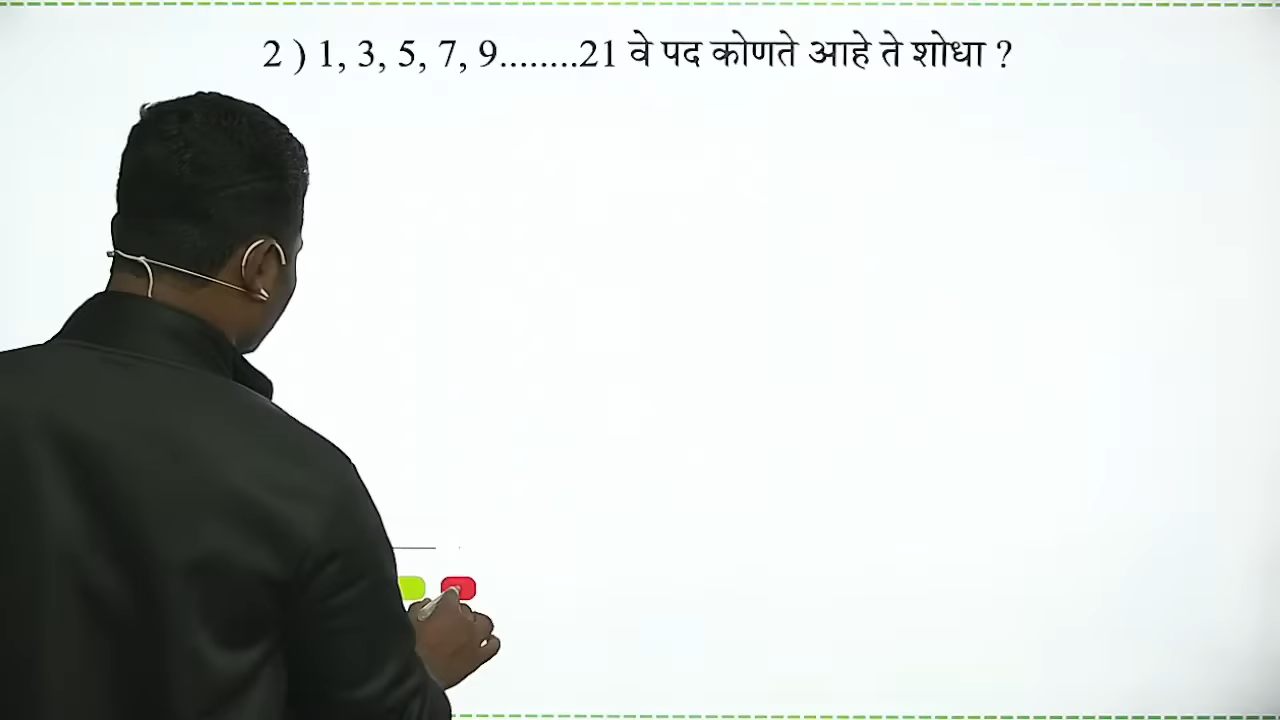 2 ) 1, 3, 5, 7, 9........21 वे पद कोणते आहे ते शोधा ?